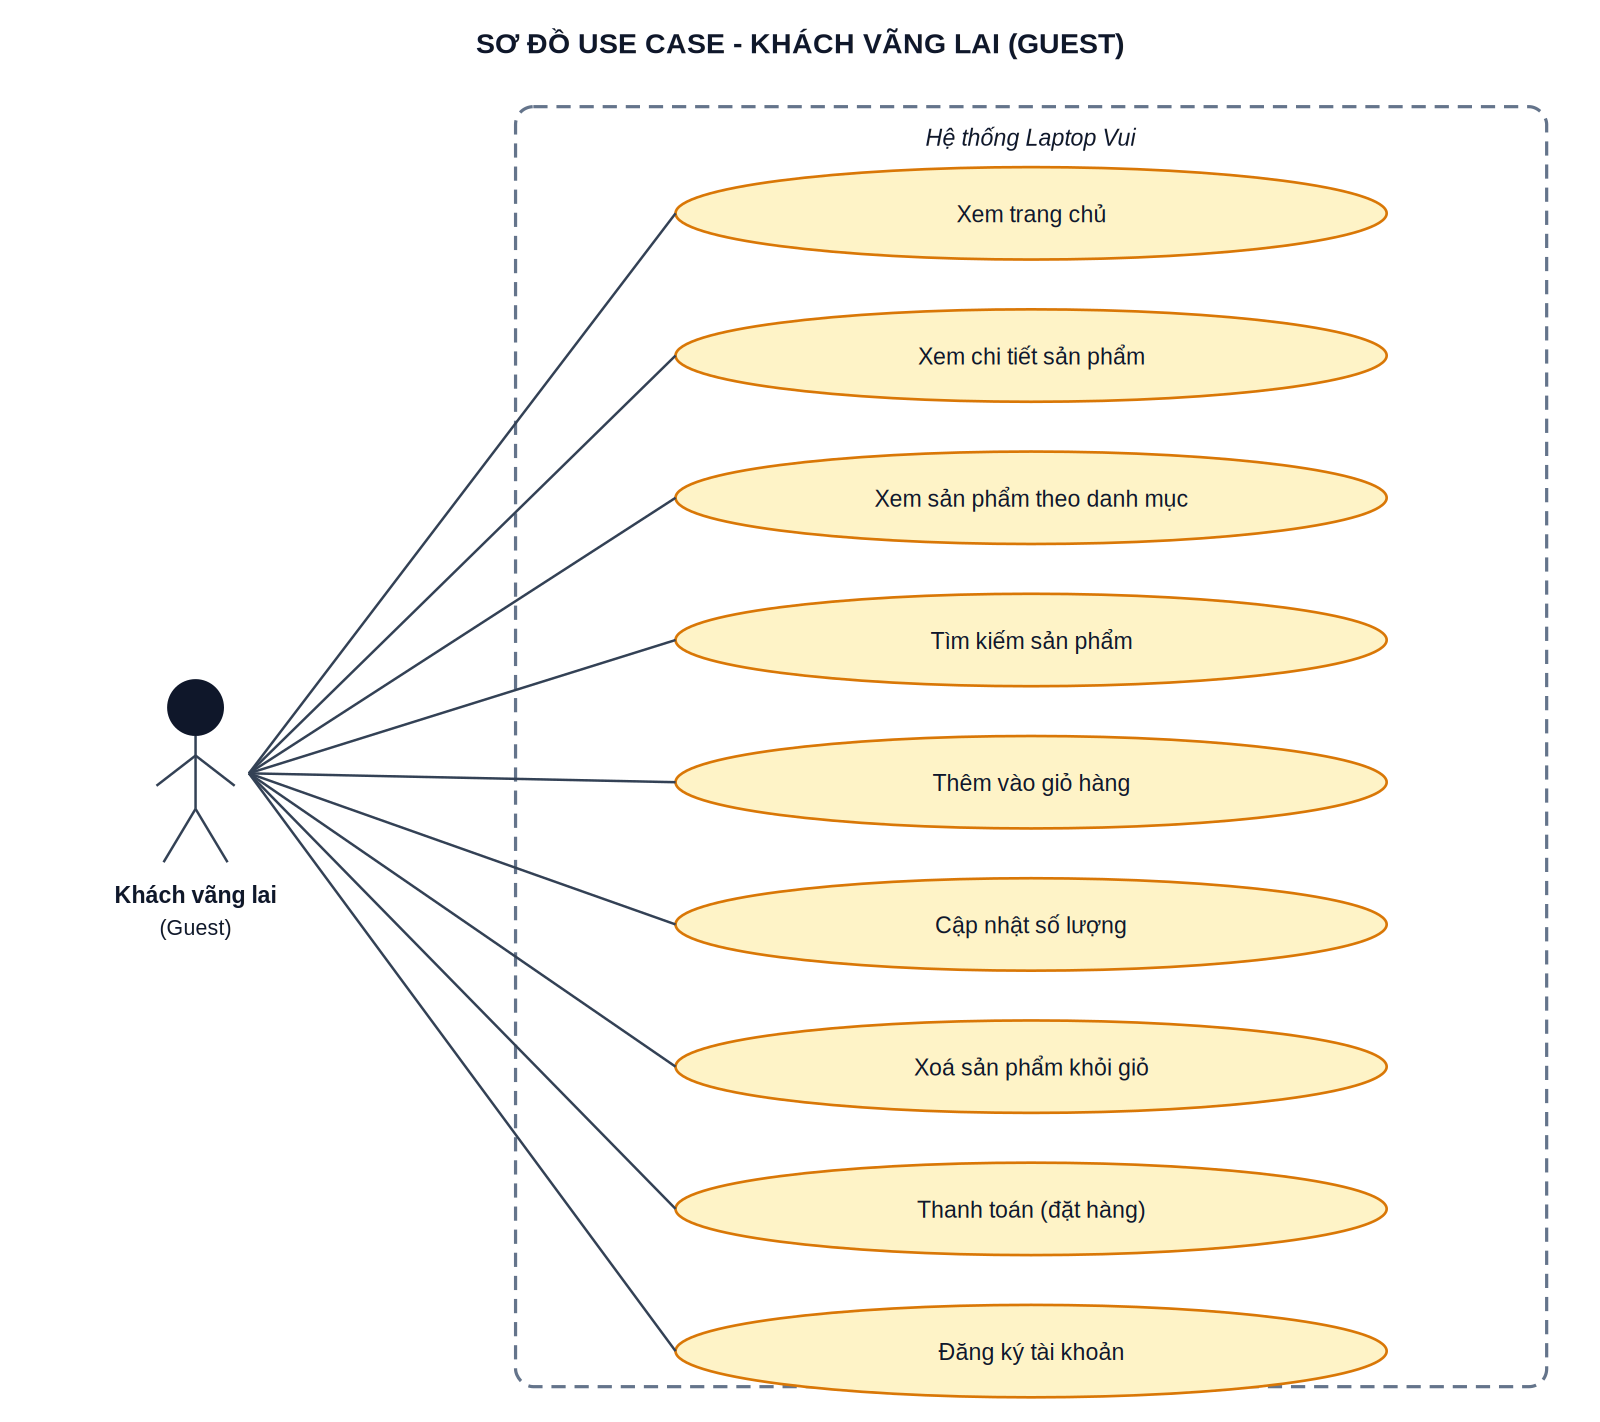 SƠ ĐỒ USE CASE - KHÁCH VÃNG LAI (GUEST)
Hệ thống Laptop Vui
Xem trang chủ
Xem chi tiết sản phẩm
Xem sản phẩm theo danh mục
Tìm kiếm sản phẩm
Thêm vào giỏ hàng
Khách vãng lai
(Guest)
Cập nhật số lượng
Xoá sản phẩm khỏi giỏ
Thanh toán (đặt hàng)
Đăng ký tài khoản